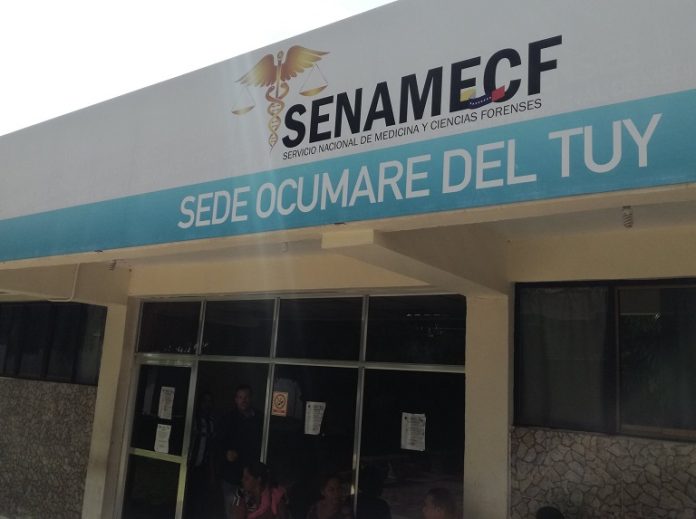 SENAMECF
SERVICIO NACIONAL DE MEDICINA Y CIENCIAS FORENSES
SEDE OCUMARE DEL TUY